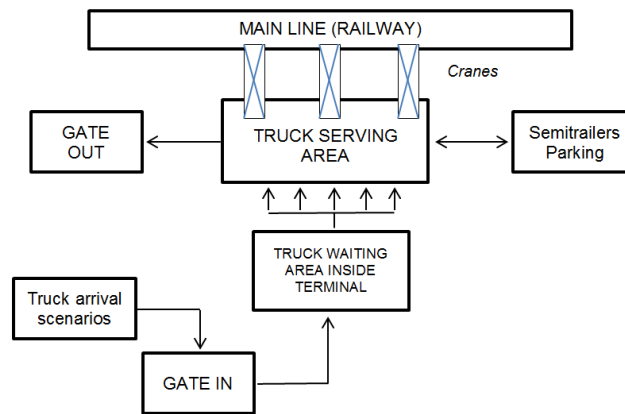 MAIN LINE (RAILWAY)
Cranes
GATE
OUT
TRUCK SERVING
AREA
Semitrailers
Parking
TRUCK WAITING
AREA INSIDE
TERMINAL
Truck arrival
scenarios
GATE IN